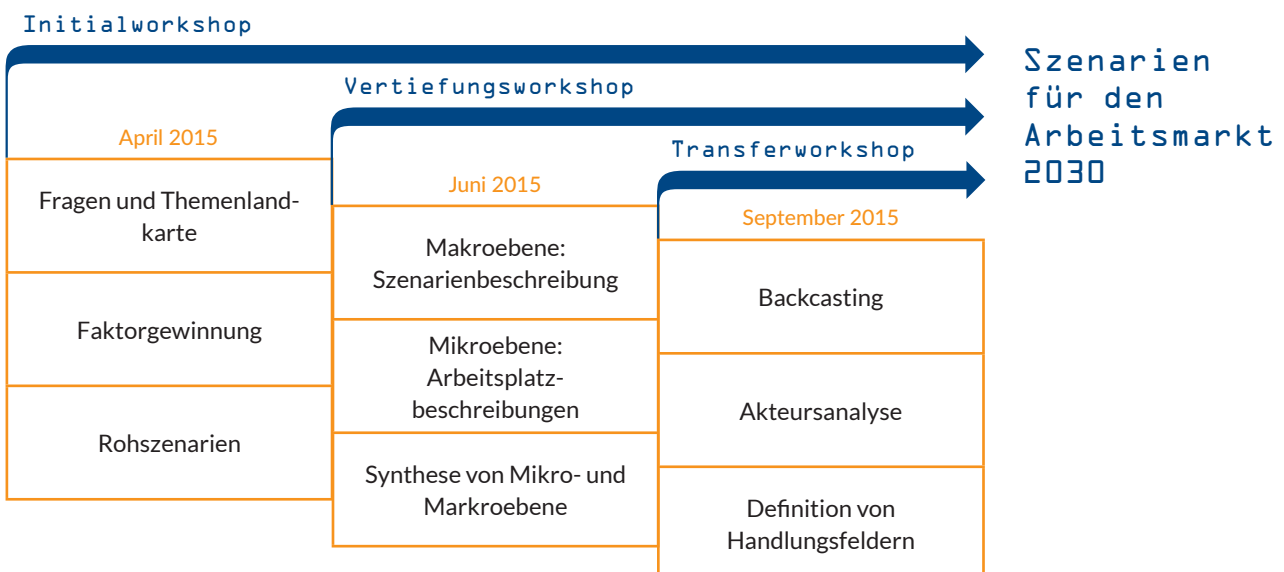 Initialworkshop
April 2015
Fragen und Themenland-
karte
Faktorgewinnung
Rohszenarien
Vertiefungsworkshop
Juni 2015
Makroebene:
Szenarienbeschreibung
Mikroebene:
Arbeitsplatz-
beschreibungen
Synthese von Mikro- und
Markroebene
Transferworkshop
September 2015
Backcasting
Akteursanalyse
Definition von
Handlungsfeldern
Szenarien
für den
Arbeitsmarkt
2030